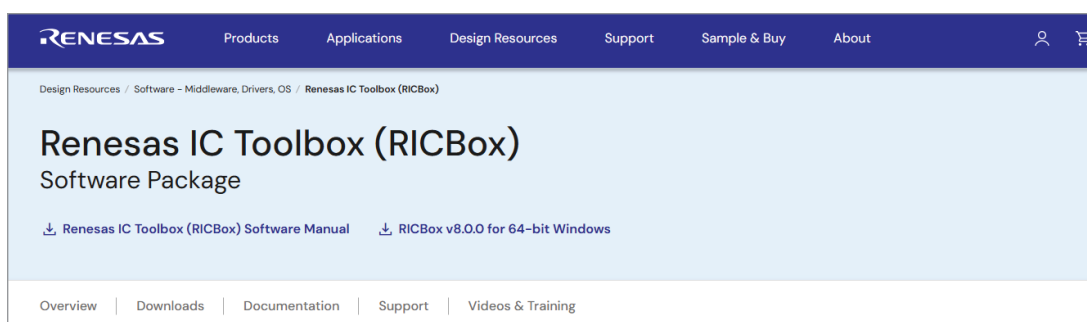 RENESAS Products Applications Design Resources Support Sample & Buy About
Design Resources / Software - Middleware, Drivers, OS / Renesas IC Toolbox (RICBox)
Renesas IC Toolbox (RICBox)
Software Package
Renesas IC Toolbox (RICBox) Software Manual RICBox v8.0.0 for 64-bit Windows
Overview Downloads Documentation Support Videos & Training